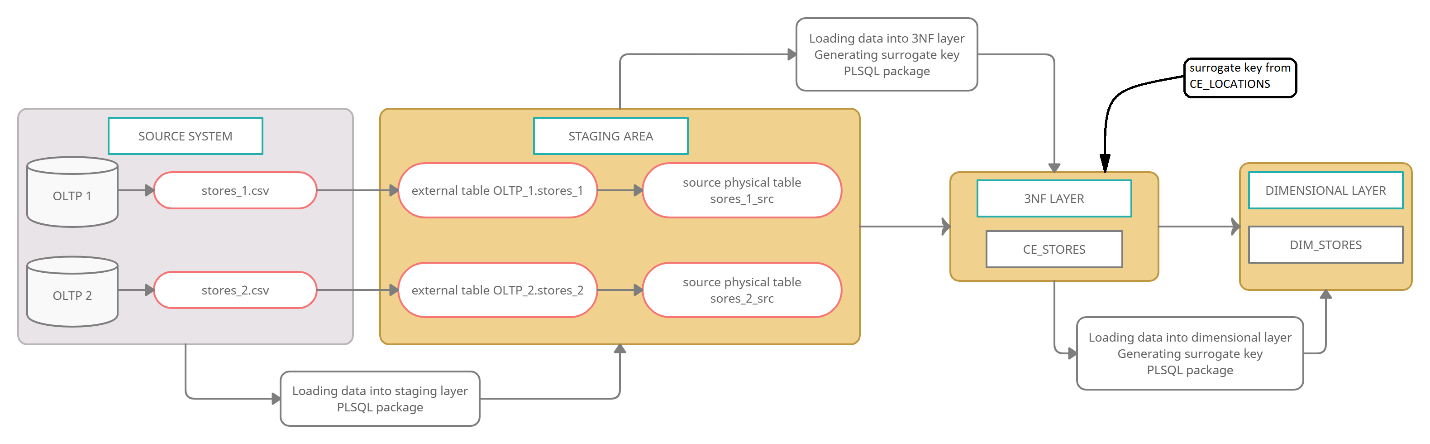 Loading data into 3NF layer
Generating surrogate key
PLSQL package
surrogate key from
CE_LOCATIONS
SOURCE SYSTEM
OLTP 1
stores_1.csv
OLTP 2
stores_2.csv
STAGING AREA
external table OLTP_1.stores_1
source physical table
sores_1_src
external table OLTP_2.stores_2
source physical table
sores_2_src
3NF LAYER
CE_STORES
DIMENSIONAL LAYER
DIM_STORES
Loading data into staging layer
PLSQL package
Loading data into dimensional layer
Generating surrogate key
PLSQL package